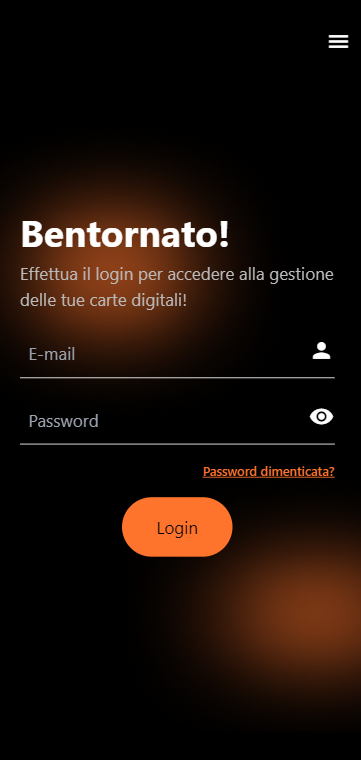 Bentornato!
Effettua il login per accedere alla gestione
delle tue carte digitali!
E-mail
Password
Password dimenticata?
Login